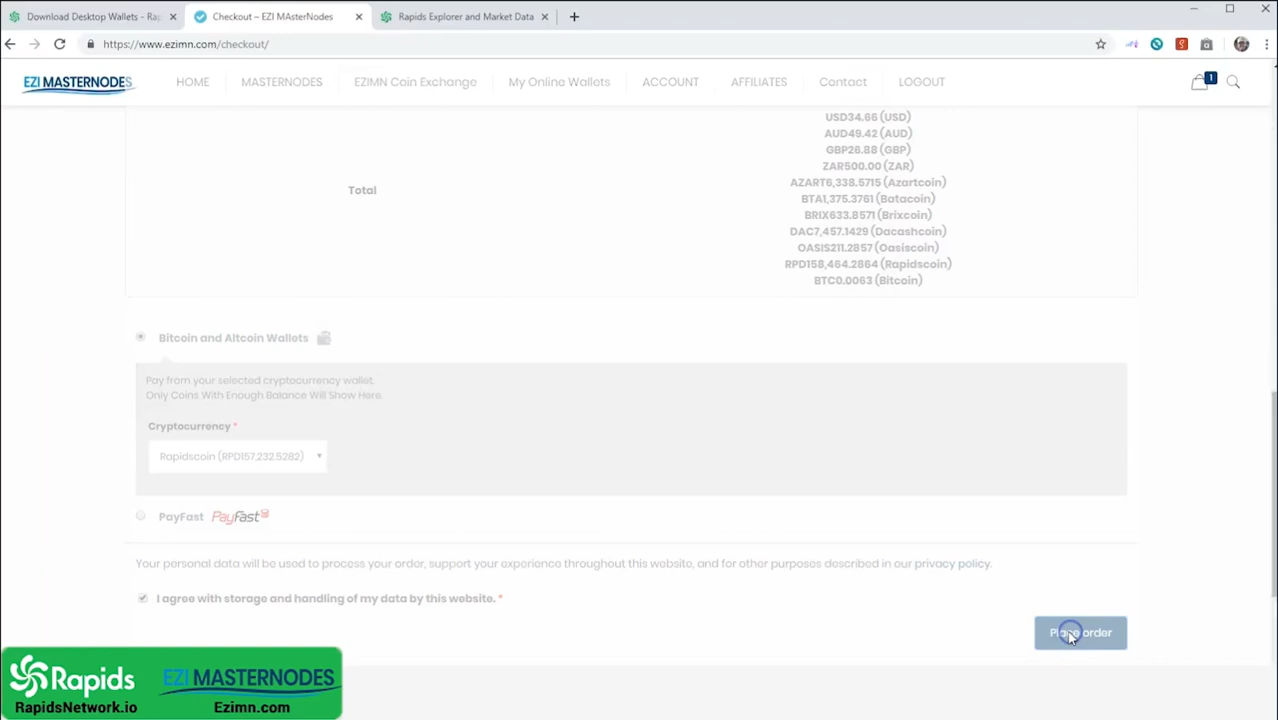 Download Desktop Wallets - Rap
Checkout – EZI MAsterNodes
Rapids Explorer and Market Data
https://www.ezimn.com/checkout/
EZI MASTERNODES
HOME
MASTERNODES
EZIMN Coin Exchange
My Online Wallets
ACCOUNT
AFFILIATES
Contact
LOGOUT
1
USD34.66 (USD)
AUD49.42 (AUD)
GBP26.88 (GBP)
ZAR500.00 (ZAR)
Total
AZART6,338.5715 (Azartcoin)
BTA1,375.3761 (Batacoin)
BRIX633.8571 (Brixcoin)
DAC7,457.1429 (Dacashcoin)
OASIS211.2857 (Oasiscoin)
RPD158,464.2864 (Rapidscoin)
BTC0.0063 (Bitcoin)
Bitcoin and Altcoin Wallets
Pay from your selected cryptocurrency wallet.
Only Coins With Enough Balance Will Show Here.
Cryptocurrency *
Rapidscoin (RPD157,232.5282)
PayFast PayFast
Your personal data will be used to process your order, support your experience throughout this website, and for other purposes described in our privacy policy.
I agree with storage and handling of my data by this website. *
Place order
Rapids
EZI MASTERNODES
RapidsNetwork.io
Ezimn.com